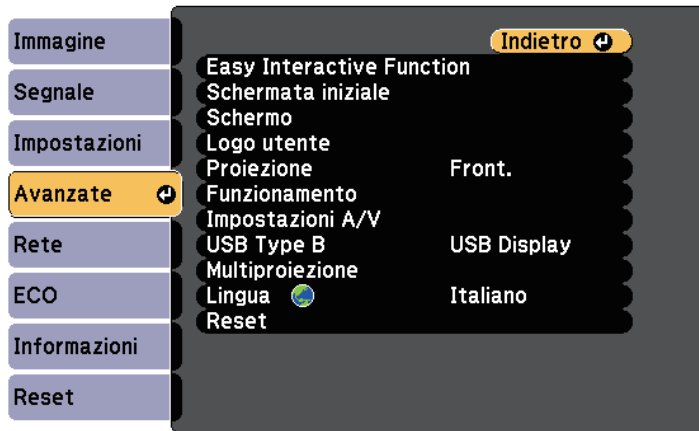 Immagine
Segnale
Impostazioni
Avanzate
Rete
ECO
Informazioni
Reset
Indietro
Easy Interactive Function
Schermata iniziale
Schermo
Logo utente
Proiezione Front.
Funzionamento
Impostazioni A/V
USB Type B USB Display
Multiproiezione
Lingua Italiano
Reset